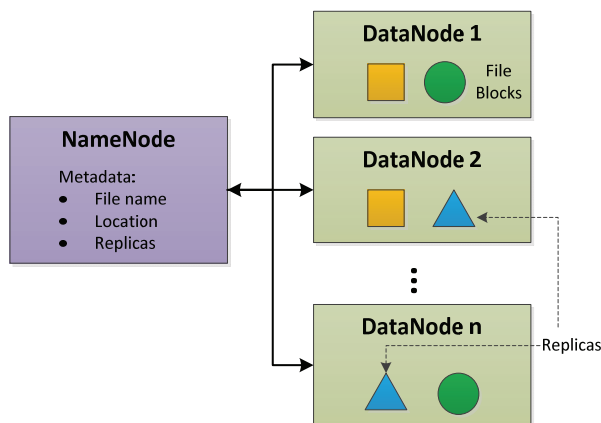 NameNode
Metadata:
• File name
• Location
• Replicas
DataNode 1
File
Blocks
DataNode 2
DataNode n
Replicas